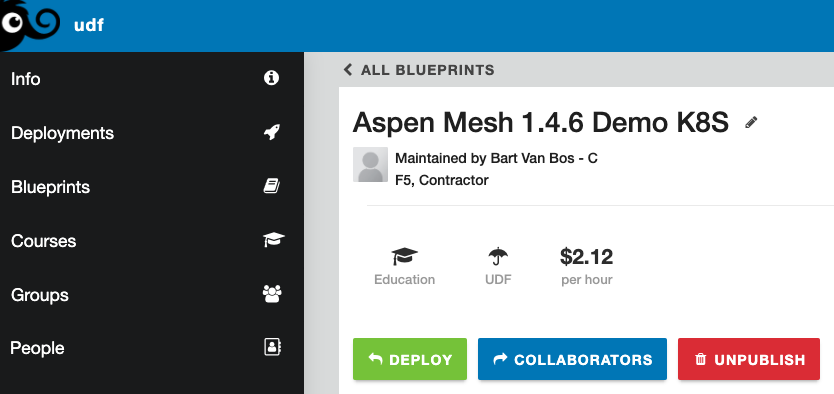 udf
Info
Deployments
Blueprints
Courses
Groups
People
ALL BLUEPRINTS
Aspen Mesh 1.4.6 Demo K8S
Maintained by Bart Van Bos - C
F5, Contractor
Education
UDF
$2.12
per hour
DEPLOY
COLLABORATORS
UNPUBLISH